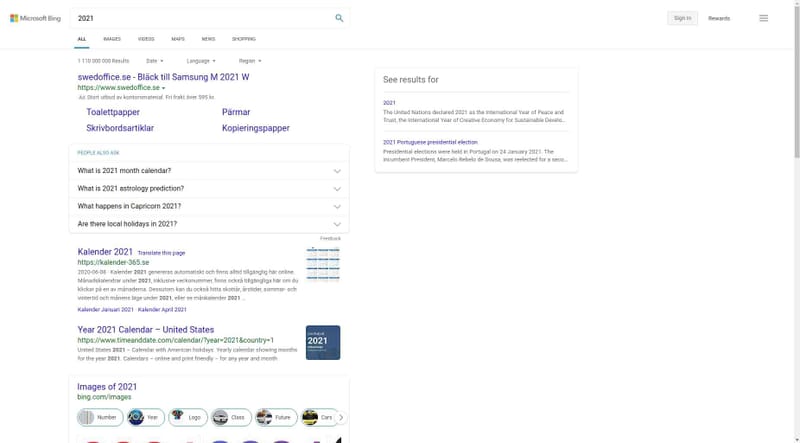 Microsoft Bing
2021
Sign in
Rewards
ALL
IMAGES
VIDEOS
MAPS
NEWS
SHOPPING
1 110 000 000 Results
Date
Language
Region
swedoffice.se - Bläck till Samsung M 2021 W
https://www.swedoffice.se
Ad. Stort utbud av kontorsmaterial. Fri frakt över 595 kr.
Toalettpapper
Pärmar
Skrivbordsartiklar
Kopieringspapper
See results for
2021
The United Nations declared 2021 as the International Year of Peace and
Trust, the International Year of Creative Economy for Sustainable Develo...
2021 Portuguese presidential election
Presidential elections were held in Portugal on 24 January 2021. The
incumbent President, Marcelo Rebelo de Sousa, was reelected for a seco...
PEOPLE ALSO ASK
What is 2021 month calendar?
What is 2021 astrology prediction?
What happens in Capricorn 2021?
Are there local holidays in 2021?
Feedback
Kalender 2021 Translate this page
https://kalender-365.se
2020-06-08 · Kalender 2021 genereras automatiskt och finns alltid tillgänglig här online.
Månadskalendrar under 2021, inklusive veckonummer, finns också tillgängliga här om du
klickar på en av månaderna. Dessutom kan du också hitta skottår, årstider, sommar- och
vintertid och månens läge under 2021, eller se månkalender 2021 ...
Kalender Januari 2021 · Kalender April 2021
Year 2021 Calendar – United States
https://www.timeanddate.com/calendar/?year=2021&country=1
United States 2021 – Calendar with American holidays. Yearly calendar showing months
for the year 2021. Calendars – online and print friendly – for any year and month
2021
Images of 2021
bing.com/images
Number
Year
Logo
Class
Future
Cars